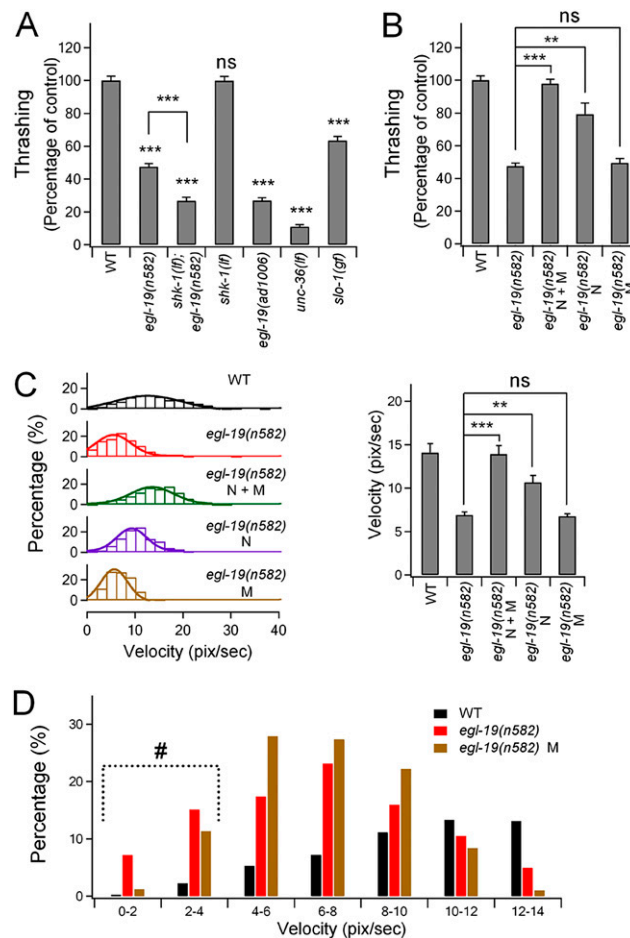 A
Thrashing
(Percentage of control)
120
100
80
60
40
20
0
ns
***
***
***
***
***
***
WT
egl-19(n582)
shk-1(lf);
egl-19(n582)
shk-1(lf)
egl-19(ad1006)
unc-36(lf)
slo-1(gf)
B
Thrashing
(Percentage of control)
120
100
80
60
40
20
0
ns
**
***
WT
egl-19(n582)
egl-19(n582)
N + M
egl-19(n582)
N
egl-19(n582)
M
C
Percentage (%)
20
0
WT
20
0
egl-19(n582)
20
0
egl-19(n582)
N + M
20
0
egl-19(n582)
N
20
0
egl-19(n582)
M
0 10 20 30 40
Velocity (pix/sec)
Velocity (pix/sec)
20
15
10
5
0
ns
**
***
WT
egl-19(n582)
egl-19(n582)
N + M
egl-19(n582)
N
egl-19(n582)
M
D
Percentage (%)
30
20
10
0
#
WT
egl-19(n582)
egl-19(n582) M
0-2 2-4 4-6 6-8 8-10 10-12 12-14
Velocity (pix/sec)